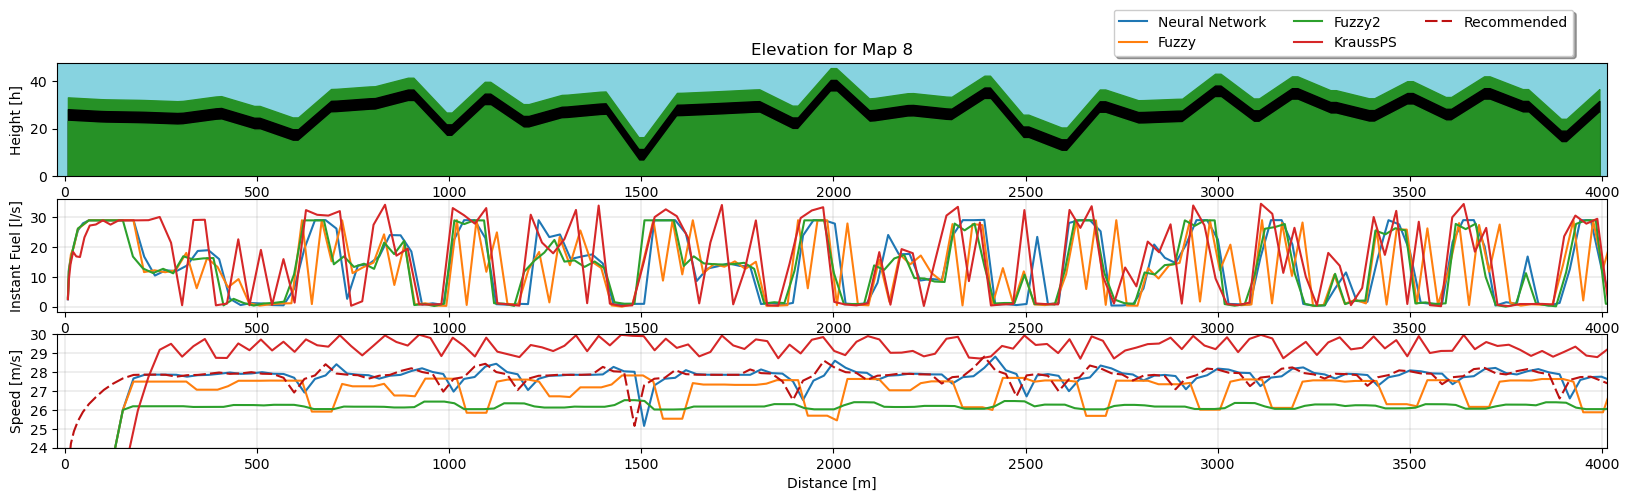 Neural Network Fuzzy2 Recommended
Fuzzy KraussPS
Elevation for Map 8
Height [h]
40
20
0
0 500 1000 1500 2000 2500 3000 3500 4000
Instant Fuel [l/s]
30
20
10
0
0 500 1000 1500 2000 2500 3000 3500 4000
Speed [m/s]
30
29
28
27
26
25
24
0 500 1000 1500 2000 2500 3000 3500 4000
Distance [m]